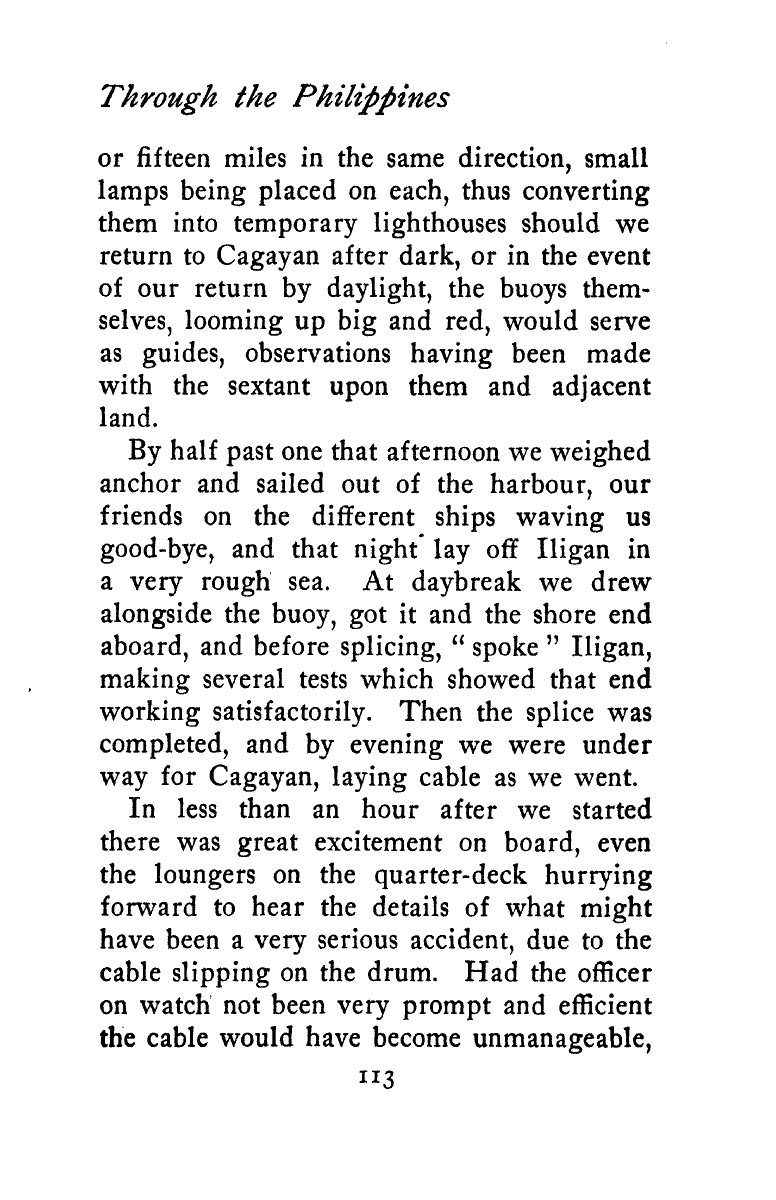 Through the Philippines
or fifteen miles in the same direction, small
lamps being placed on each, thus converting
them into temporary lighthouses should we
return to Cagayan after dark, or in the event
of our return by daylight, the buoys them-
selves, looming up big and red, would serve
as guides, observations having been made
with the sextant upon them and adjacent
land.
By half past one that afternoon we weighed
anchor and sailed out of the harbour, our
friends on the different ships waving us
good-bye, and that night lay off Iligan in
a very rough sea. At daybreak we drew
alongside the buoy, got it and the shore end
aboard, and before splicing, “ spoke ” Iligan,
making several tests which showed that end
working satisfactorily. Then the splice was
completed, and by evening we were under
way for Cagayan, laying cable as we went.
In less than an hour after we started
there was great excitement on board, even
the loungers on the quarter-deck hurrying
forward to hear the details of what might
have been a very serious accident, due to the
cable slipping on the drum. Had the officer
on watch not been very prompt and efficient
the cable would have become unmanageable,
113